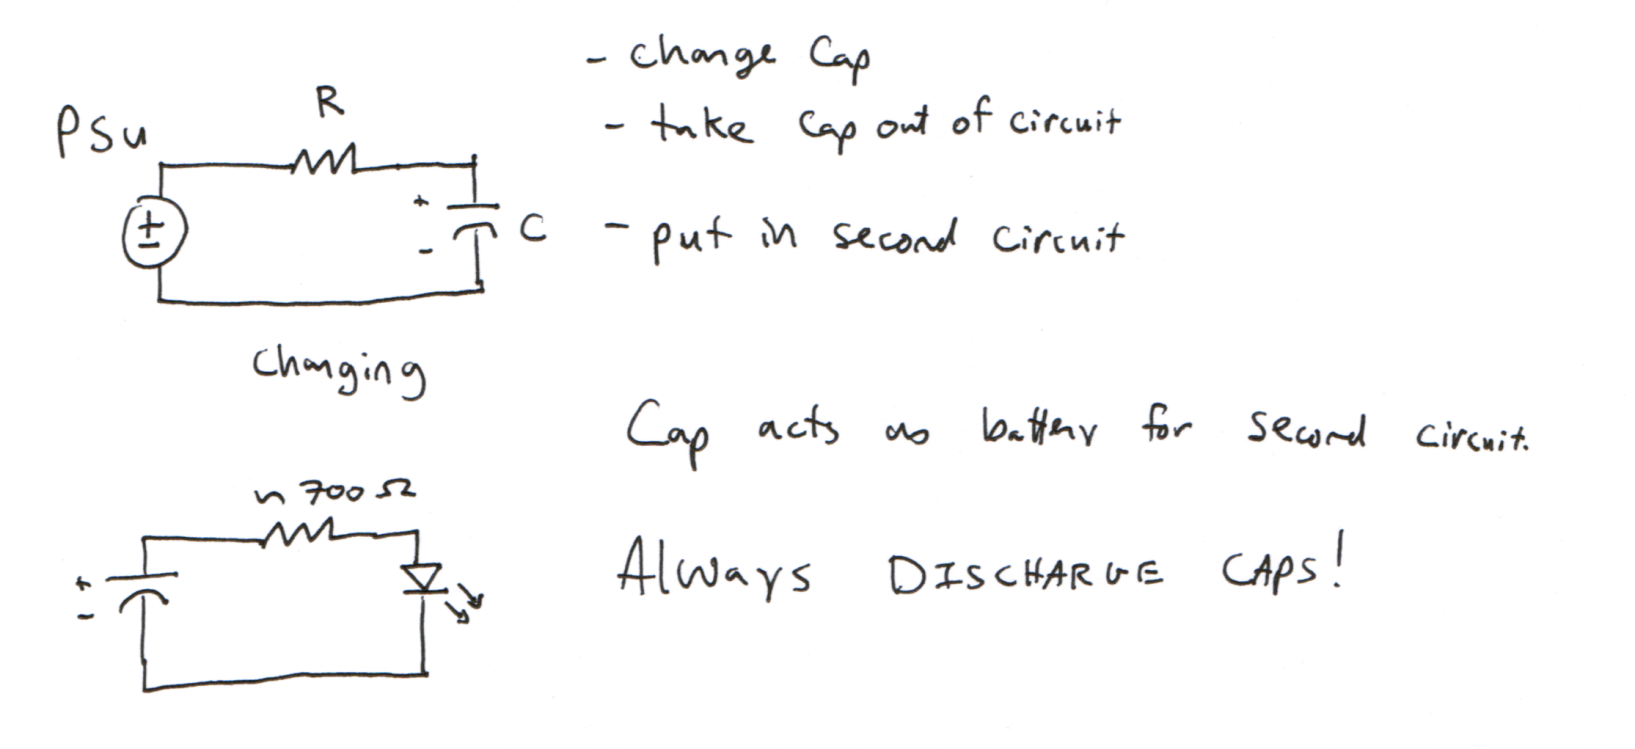 - charge Cap
R
- take Cap out of circuit
PSU
+
±
C
- put in second circuit
-
Charging
Cap acts as battery for second circuit.
~ 700 Ω
Always DISCHARGE CAPS!
+
-